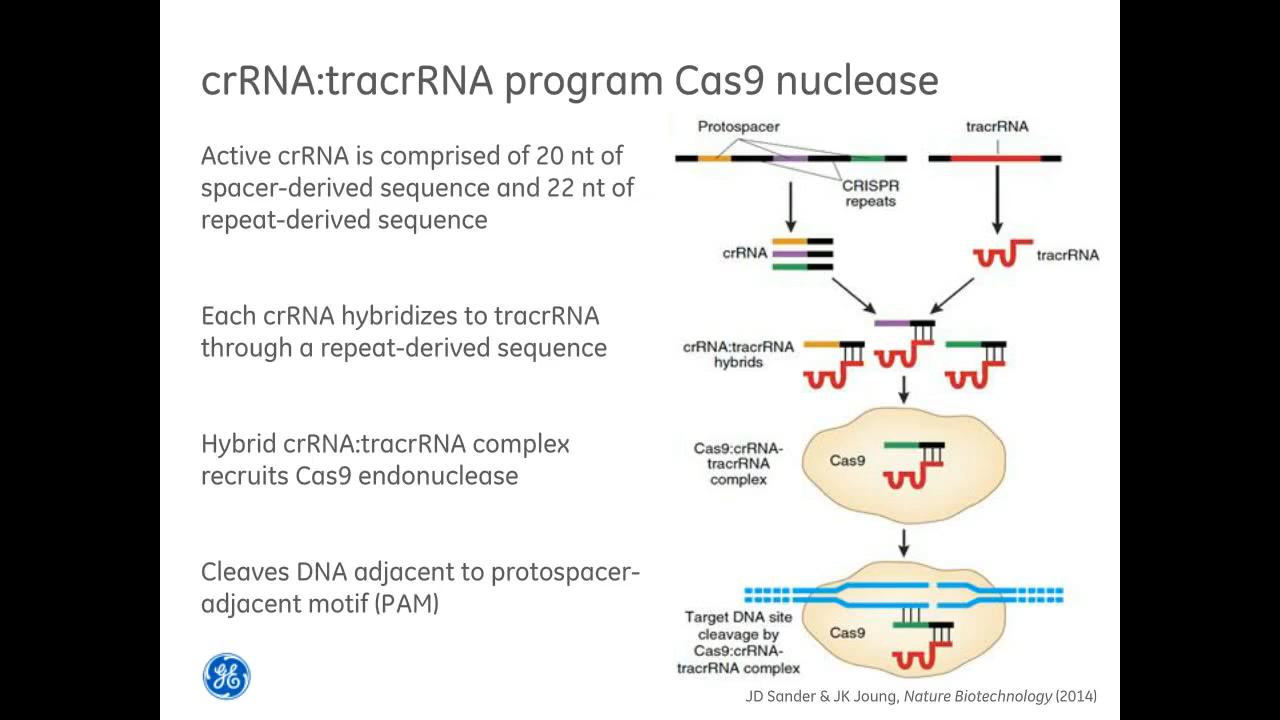 crRNA:tracrRNA program Cas9 nuclease
Active crRNA is comprised of 20 nt of
spacer-derived sequence and 22 nt of
repeat-derived sequence
Each crRNA hybridizes to tracrRNA
through a repeat-derived sequence
Hybrid crRNA:tracrRNA complex
recruits Cas9 endonuclease
Cleaves DNA adjacent to protospacer-
adjacent motif (PAM)
Protospacer
tracrRNA
CRISPR
repeats
crRNA
tracrRNA
crRNA:tracrRNA
hybrids
Cas9:crRNA-
tracrRNA
complex
Cas9
Target DNA site
cleavage by
Cas9:crRNA-
tracrRNA complex
Cas9
GE
JD Sander & JK Joung, Nature Biotechnology (2014)